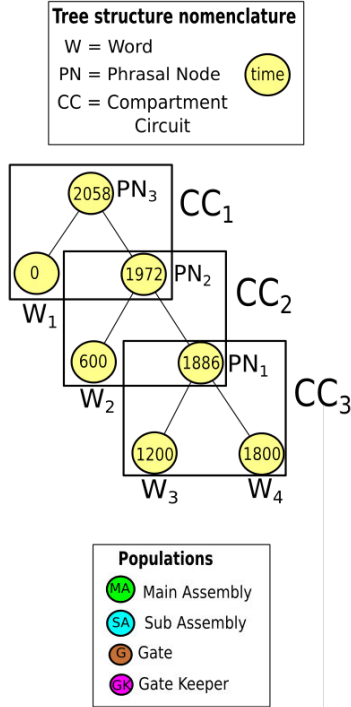 Tree structure nomenclature
W = Word
PN = Phrasal Node
time
CC = Compartment
Circuit
2058 PN3
CC1
0
1972 PN2
W1
CC2
600
1886 PN1
W2
CC3
1200
1800
W3
W4
Populations
MA Main Assembly
SA Sub Assembly
G Gate
GK Gate Keeper